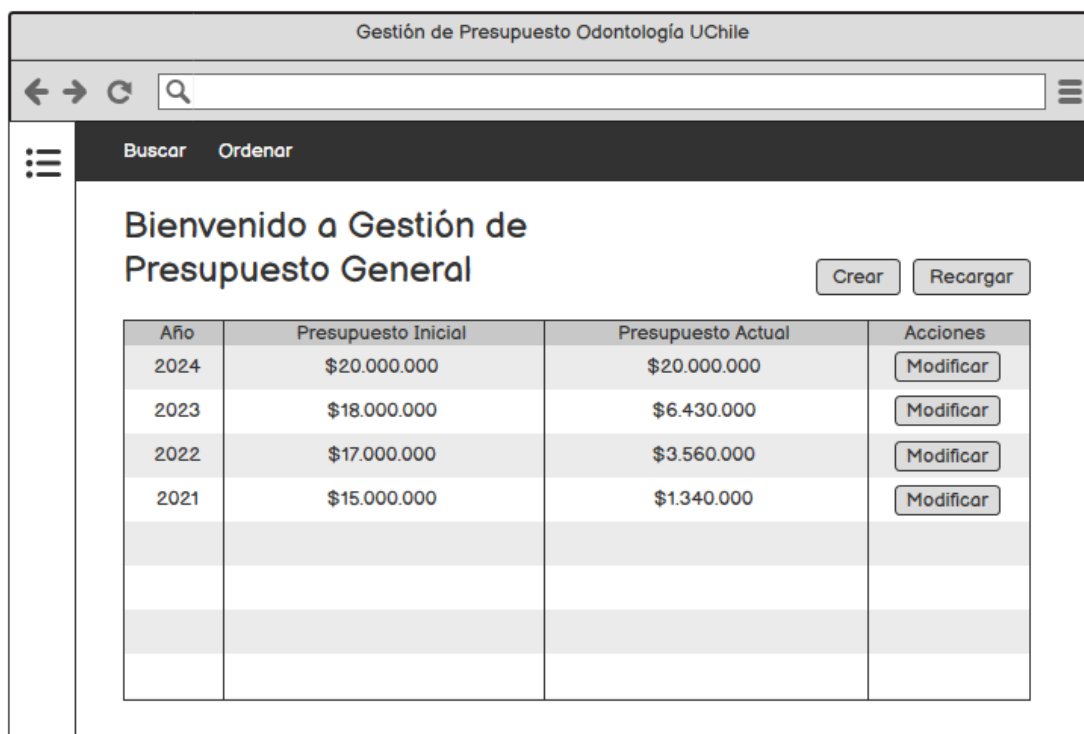 Gestión de Presupuesto Odontología UChile
Buscar Ordenar
Bienvenido a Gestión de
Presupuesto General
Crear Recargar
Año Presupuesto Inicial Presupuesto Actual Acciones
2024 $20.000.000 $20.000.000 Modificar
2023 $18.000.000 $6.430.000 Modificar
2022 $17.000.000 $3.560.000 Modificar
2021 $15.000.000 $1.340.000 Modificar